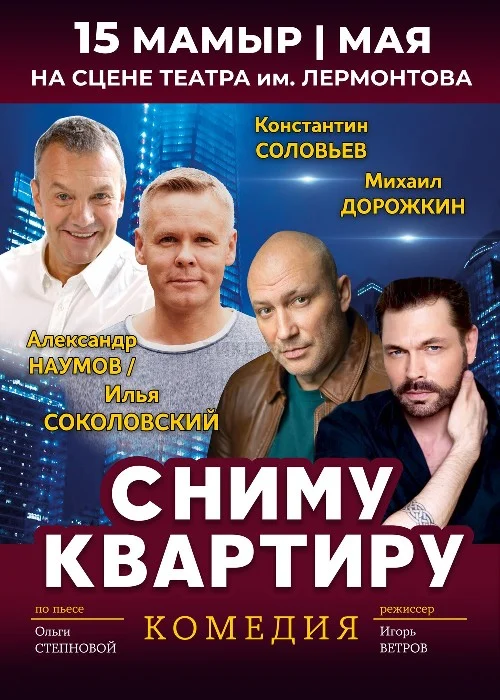 15 МАМЫР | МАЯ
НА СЦЕНЕ ТЕАТРА им. ЛЕРМОНТОВА
Константин
СОЛОВЬЕВ
Михаил
ДОРОЖКИН
Александр
НАУМОВ /
Илья
СОКОЛОВСКИЙ
СНИМУ
КВАРТИРУ
по пьесе
Ольги
СТЕПНОВОЙ
КОМЕДИЯ
режиссер
Игорь
ВЕТРОВ